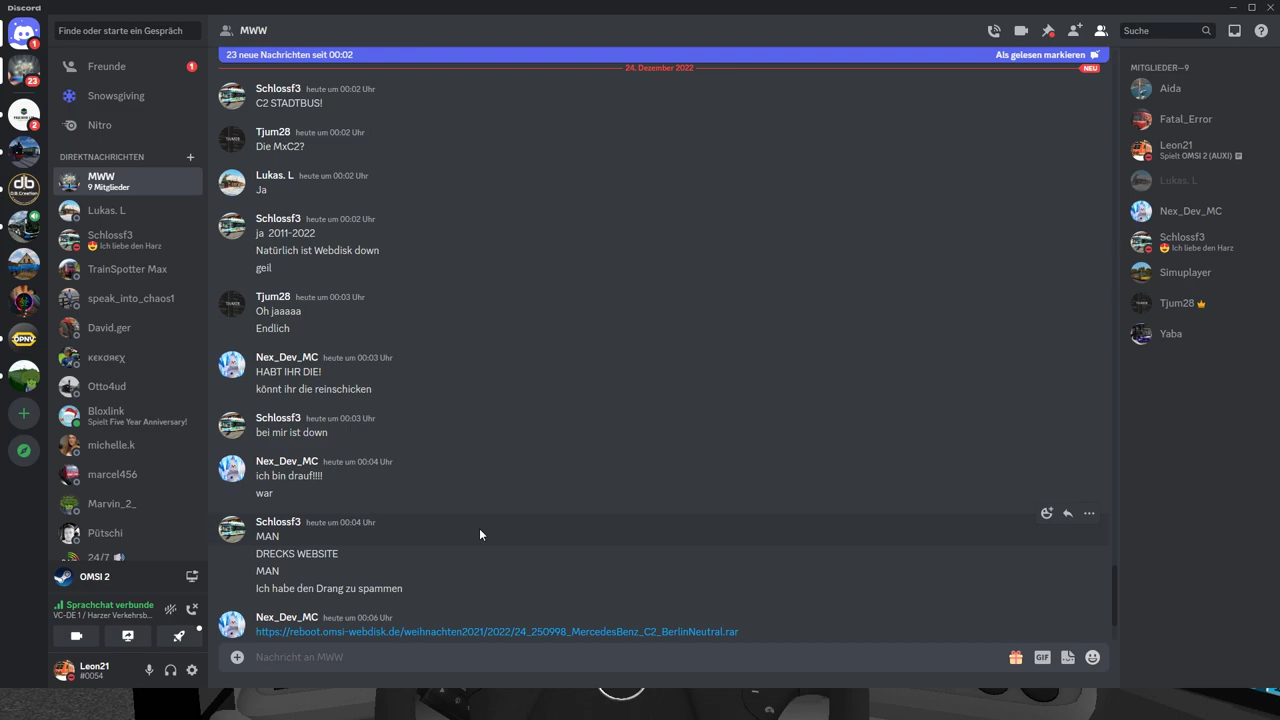 Discord
Finde oder starte ein Gespräch
1
23
2
Freunde
1
Snowsgiving
Nitro
DIREKTNACHRICHTEN
MWW
9 Mitglieder
Lukas. L
Schlossf3
Ich liebe den Harz
TrainSpotter Max
speak_into_chaos1
David.ger
Otto4ud
Bloxlink
Spielt Five Year Anniversary!
michelle.k
marcel456
Marvin_2_
Pûtschi
24/7
OMSI 2
Sprachchat verbunde
VC-DE 1 / Harzer Verkehrsb...
Leon21
#0054
MWW
Suche
23 neue Nachrichten seit 00:02
Als gelesen markieren
24. Dezember 2022
NEU
Schlossf3 heute um 00:02 Uhr
C2 STADTBUS!
Tjum28 heute um 00:02 Uhr
Die MxC2?
Lukas. L heute um 00:02 Uhr
Ja
Schlossf3 heute um 00:02 Uhr
ja 2011-2022
Natürlich ist Webdisk down
geil
Tjum28 heute um 00:03 Uhr
Oh jaaaaa
Endlich
Nex_Dev_MC heute um 00:03 Uhr
HABT IHR DIE!
könnt ihr die reinschicken
Schlossf3 heute um 00:03 Uhr
bei mir ist down
Nex_Dev_MC heute um 00:04 Uhr
ich bin drauf!!!!
war
Schlossf3 heute um 00:04 Uhr
MAN
DRECKS WEBSITE
MAN
Ich habe den Drang zu spammen
Nex_Dev_MC heute um 00:06 Uhr
https://reboot.omsi-webdisk.de/weihnachten2021/2022/24_250998_MercedesBenz_C2_BerlinNeutral.rar
Nachricht an MWW
GIF
MITGLIEDER—9
Aida
Fatal_Error
Leon21
Spielt OMSI 2 (AUXI)
Lukas. L
Nex_Dev_MC
Schlossf3
Ich liebe den Harz
Simuplayer
Tjum28
Yaba